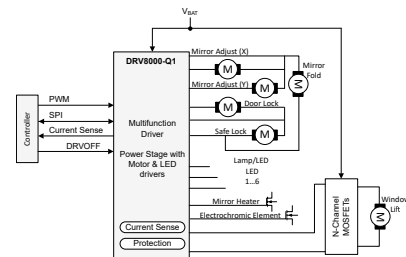 VBAT
DRV8000-Q1
Mirror Adjust (X)
M
Mirror
Fold
M
Mirror Adjust (Y)
M
M
Door Lock
Safe Lock
M
Controller
PWM
SPI
Current Sense
DRVOFF
Multifunction
Driver
Power Stage with
Motor & LED
drivers
Lamp/LED
LED
1...6
Mirror Heater
Electrochromic Element
Current Sense
Protection
N-Channel
MOSFETs
Window
Lift
M